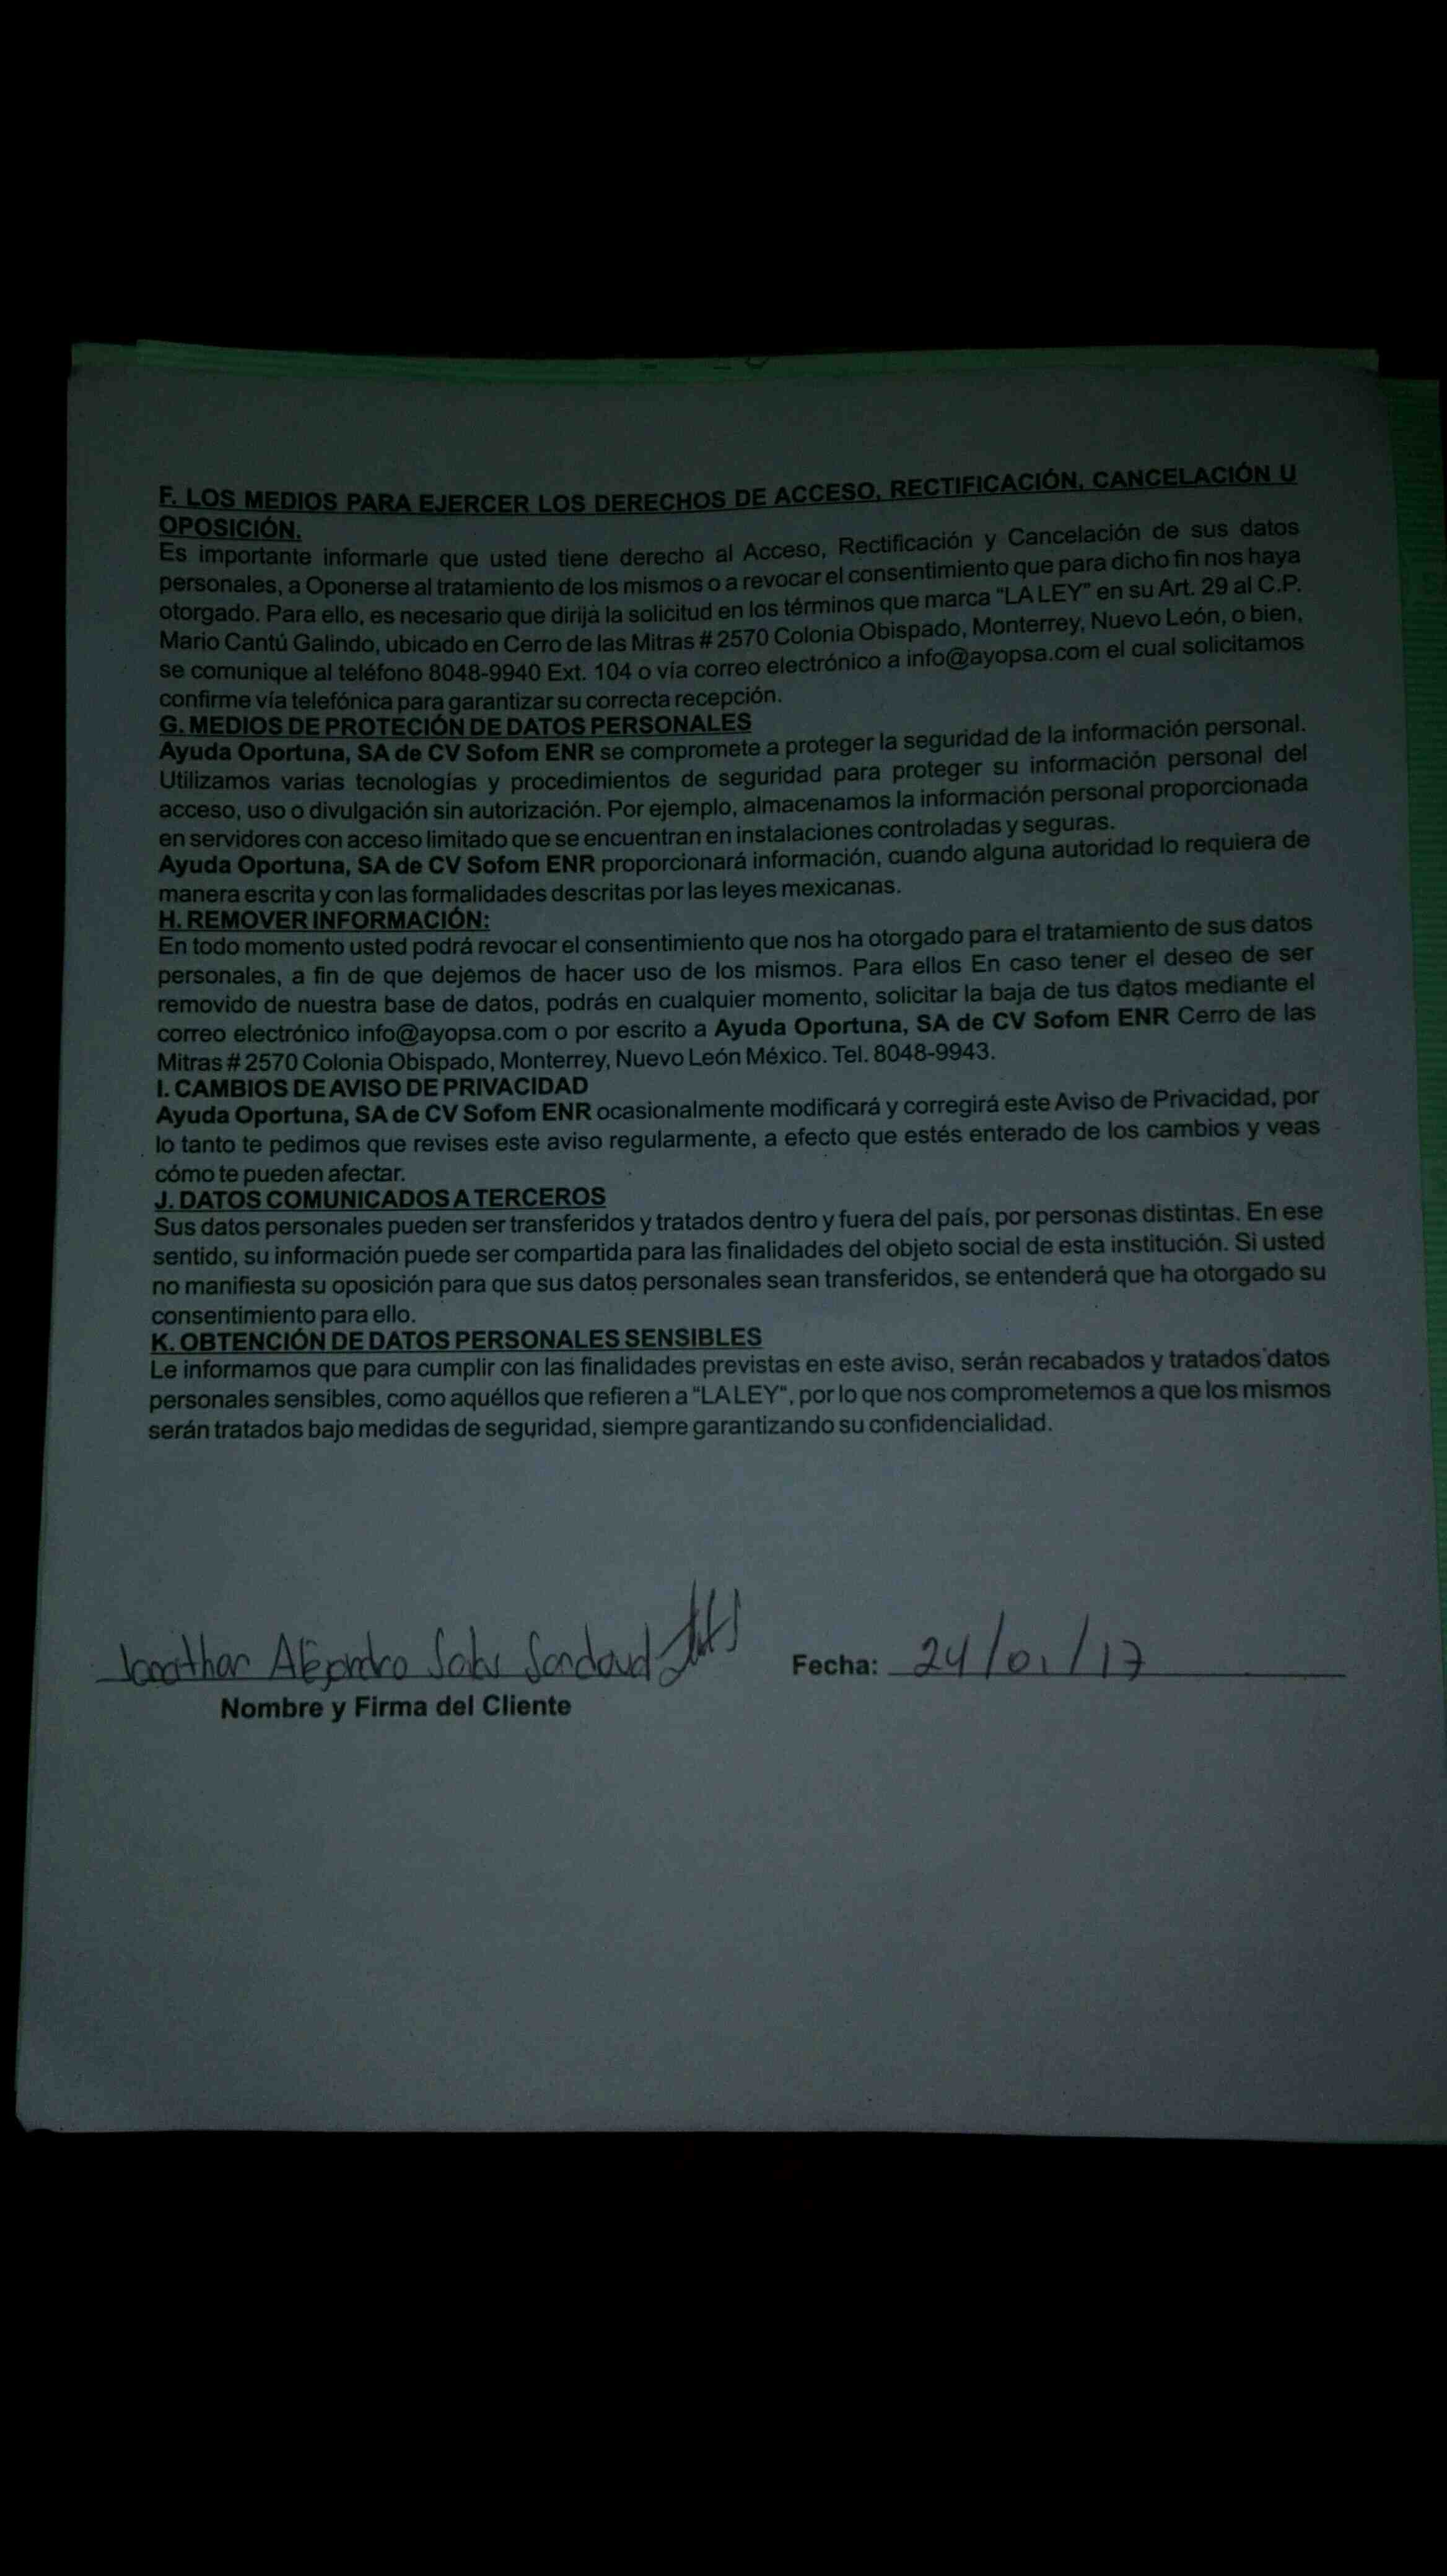 F. LOS MEDIOS PARA EJERCER LOS DERECHOS DE ACCESO, RECTIFICACIÓN, CANCELACIÓN U
OPOSICIÓN.
Es importante informarle que usted tiene derecho al Acceso, Rectificación y Cancelación de sus datos
personales, a Oponerse al tratamiento de los mismos o a revocar el consentimiento que para dicho fin nos haya
otorgado. Para ello, es necesario que dirija la solicitud en los términos que marca "LA LEY" en su Art. 29 al C.P.
Mario Cantú Galindo, ubicado en Cerro de las Mitras # 2570 Colonia Obispado, Monterrey, Nuevo León, o bien,
se comunique al teléfono 8048-9940 Ext. 104 o vía correo electrónico a info@ayopsa.com el cual solicitamos
confirme vía telefónica para garantizar su correcta recepción.
G. MEDIOS DE PROTECIÓN DE DATOS PERSONALES
Ayuda Oportuna, SA de CV Sofom ENR se compromete a proteger la seguridad de la información personal.
Utilizamos varias tecnologías y procedimientos de seguridad para proteger su información personal del
acceso, uso o divulgación sin autorización. Por ejemplo, almacenamos la información personal proporcionada
en servidores con acceso limitado que se encuentran en instalaciones controladas y seguras.
Ayuda Oportuna, SA de CV Sofom ENR proporcionará información, cuando alguna autoridad lo requiera de
manera escrita y con las formalidades descritas por las leyes mexicanas.
H. REMOVER INFORMACIÓN:
En todo momento usted podrá revocar el consentimiento que nos ha otorgado para el tratamiento de sus datos
personales, a fin de que dejemos de hacer uso de los mismos. Para ellos En caso tener el deseo de ser
removido de nuestra base de datos, podrás en cualquier momento, solicitar la baja de tus datos mediante el
correo electrónico info@ayopsa.com o por escrito a Ayuda Oportuna, SA de CV Sofom ENR Cerro de las
Mitras # 2570 Colonia Obispado, Monterrey, Nuevo León México. Tel. 8048-9943.
I. CAMBIOS DE AVISO DE PRIVACIDAD
Ayuda Oportuna, SA de CV Sofom ENR ocasionalmente modificará y corregirá este Aviso de Privacidad, por
lo tanto te pedimos que revises este aviso regularmente, a efecto que estés enterado de los cambios y veas
cómo te pueden afectar.
J. DATOS COMUNICADOS A TERCEROS
Sus datos personales pueden ser transferidos y tratados dentro y fuera del país, por personas distintas. En ese
sentido, su información puede ser compartida para las finalidades del objeto social de esta institución. Si usted
no manifiesta su oposición para que sus datos personales sean transferidos, se entenderá que ha otorgado su
consentimiento para ello.
K. OBTENCIÓN DE DATOS PERSONALES SENSIBLES
Le informamos que para cumplir con las finalidades previstas en este aviso, serán recabados y tratados datos
personales sensibles, como aquéllos que refieren a "LA LEY", por lo que nos comprometemos a que los mismos
serán tratados bajo medidas de seguridad, siempre garantizando su confidencialidad.
Jonathan Alejandro Sandoval Fecha: 24/01/17
Nombre y Firma del Cliente